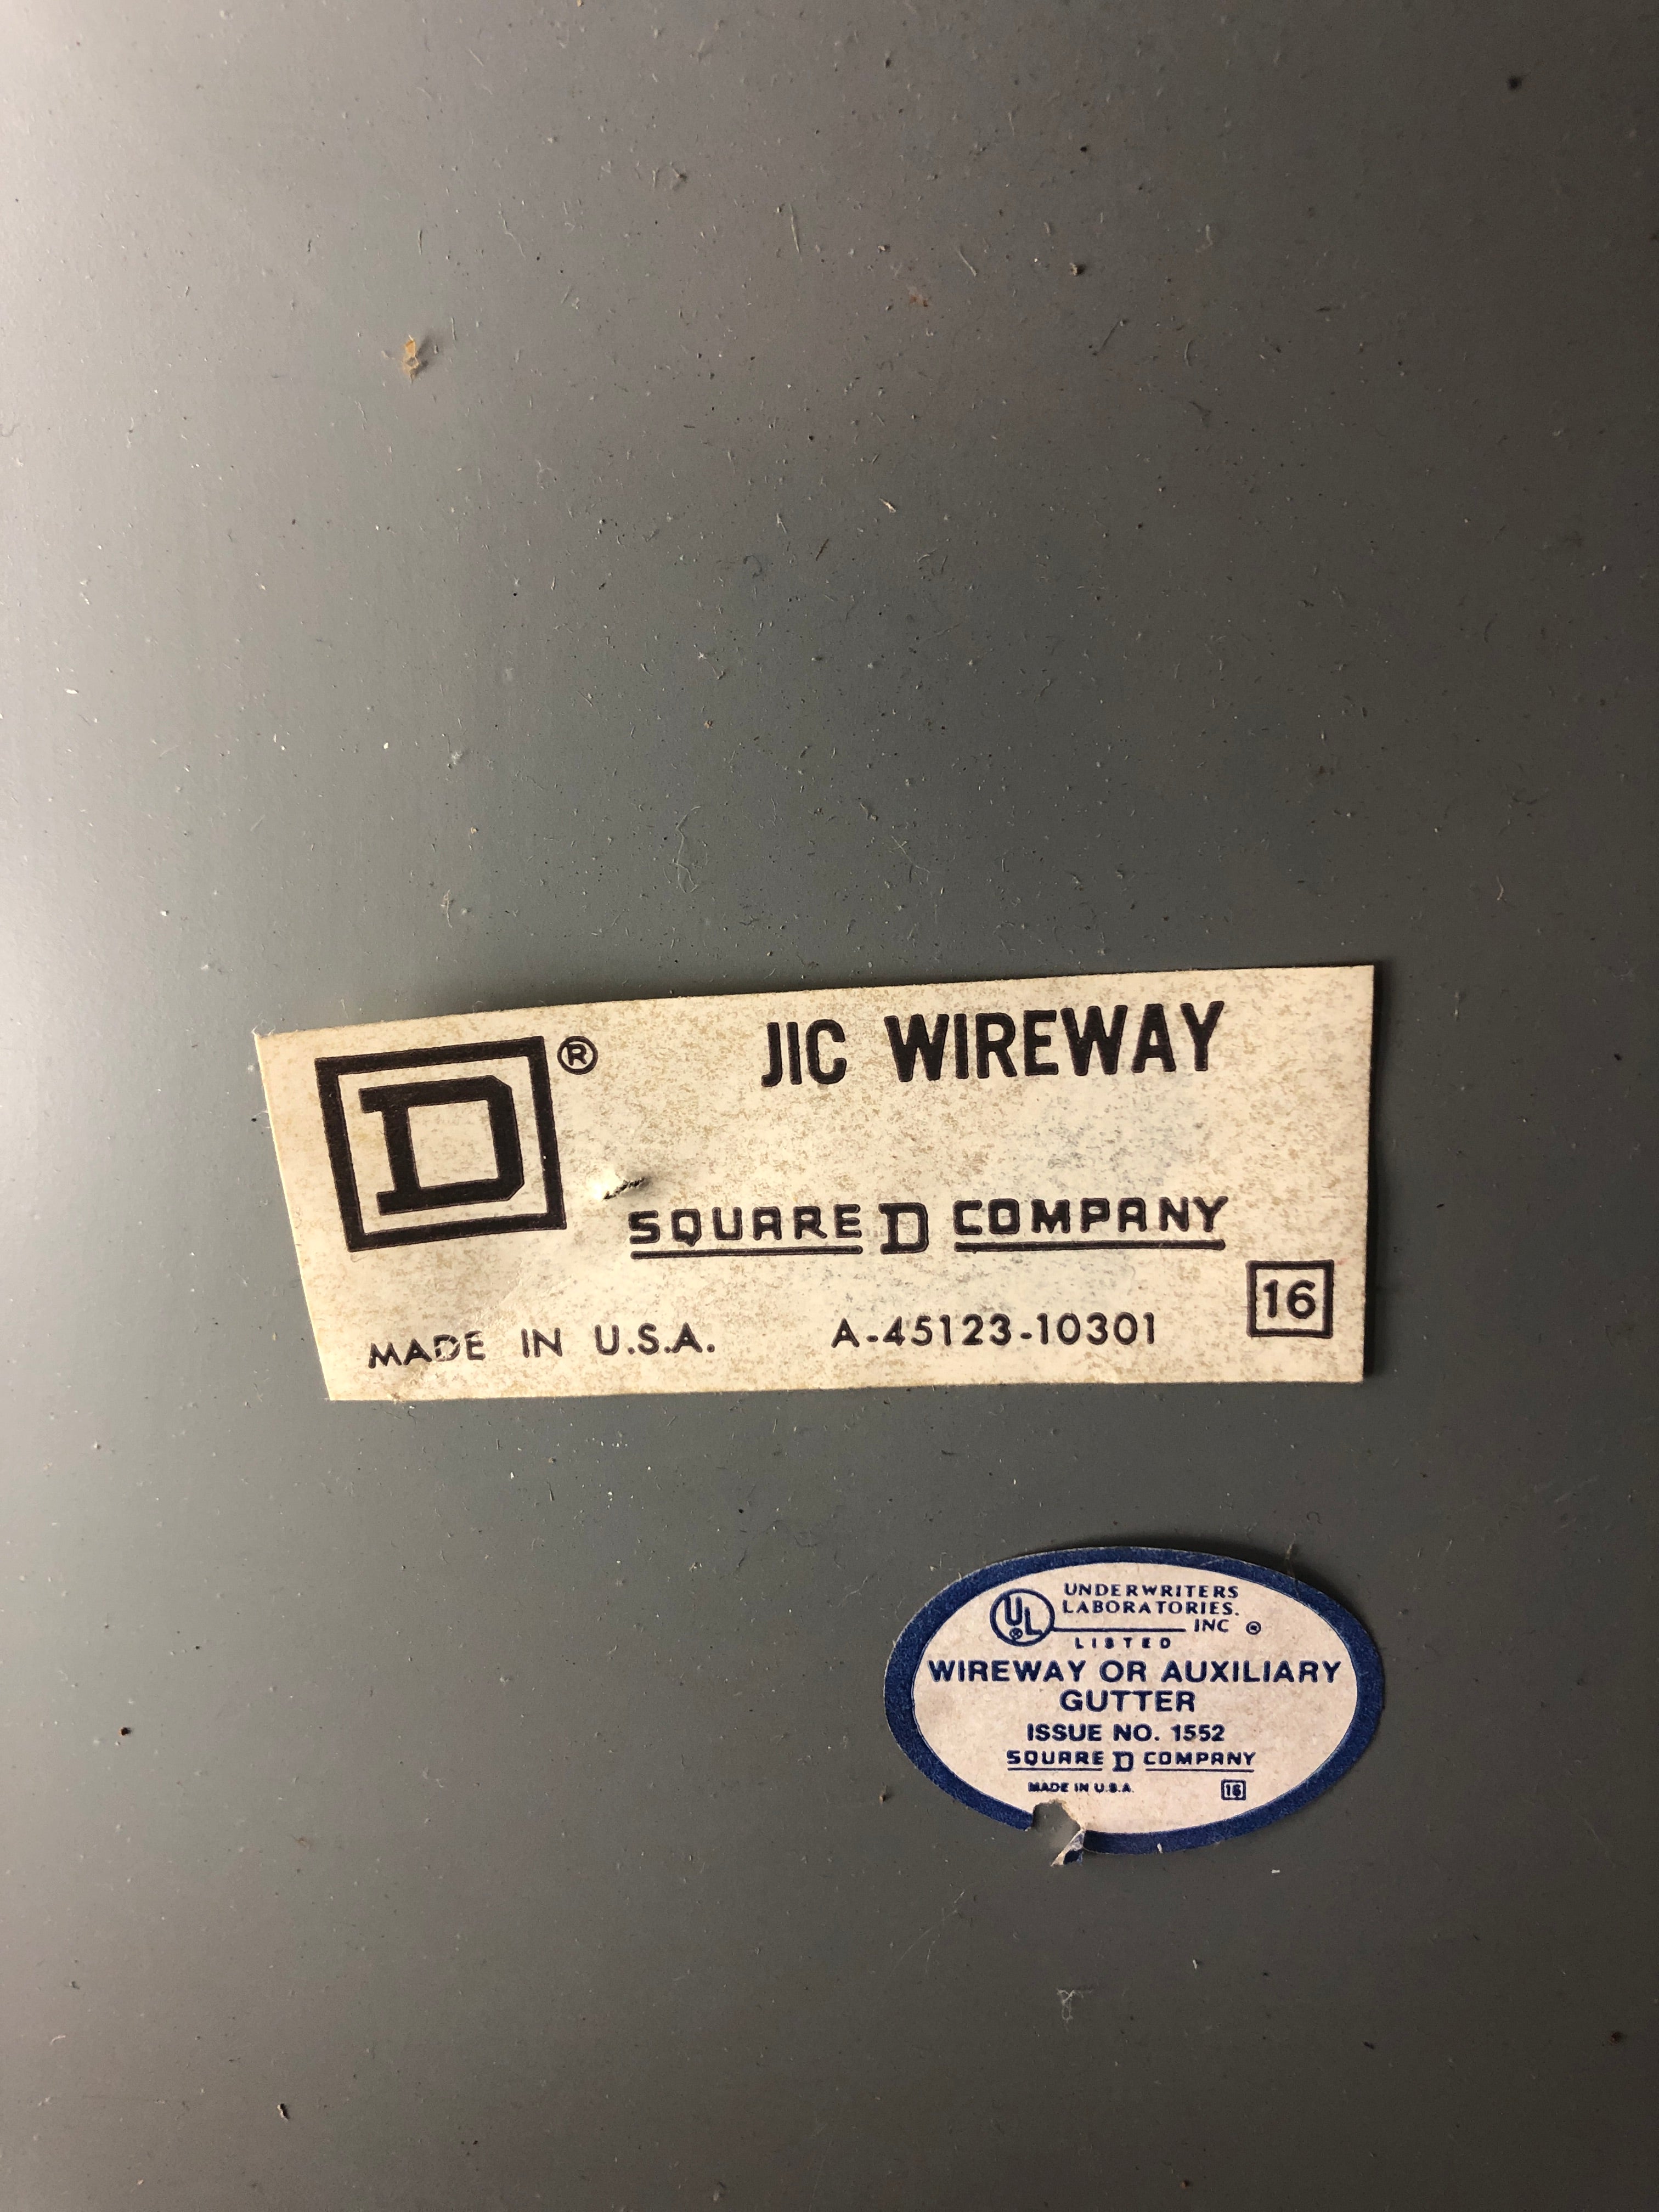 D ®
JIC WIREWAY
SQUARE D COMPANY
MADE IN U.S.A. A-45123-10301 16
UL ® UNDERWRITERS
LABORATORIES,
INC ®
LISTED
WIREWAY OR AUXILIARY
GUTTER
ISSUE NO. 1552
SQUARE D COMPANY
MADE IN U.S.A. 16